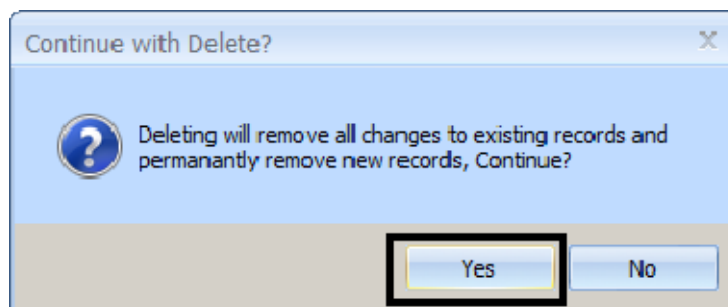 Continue with Delete?
Deleting will remove all changes to existing records and
permanantly remove new records, Continue?
Yes No